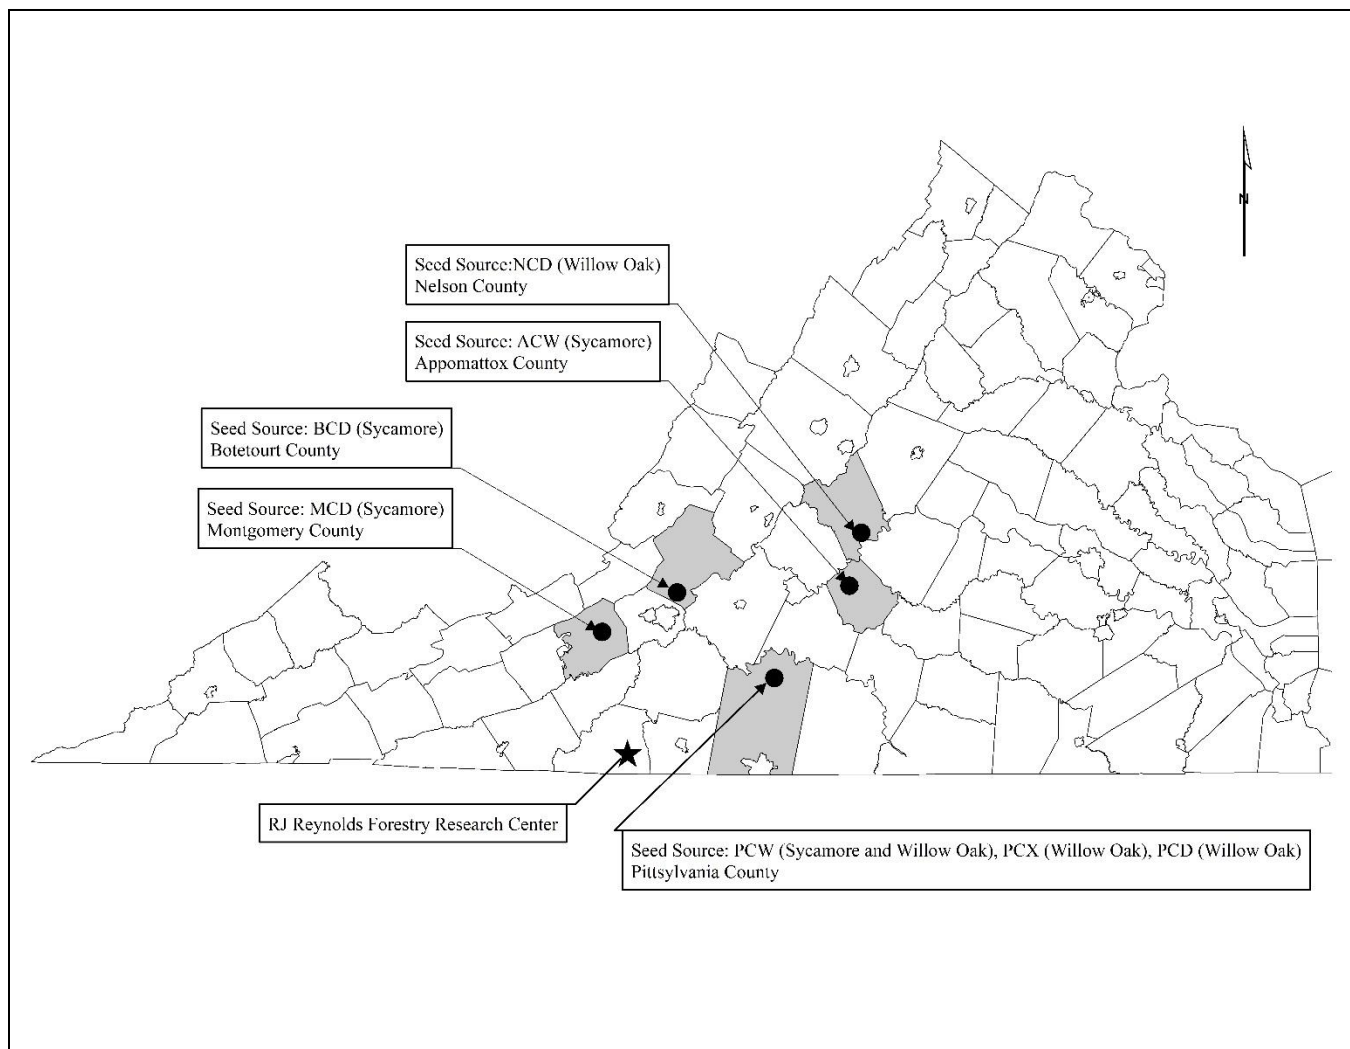 N
Seed Source:NCD (Willow Oak)
Nelson County
Seed Source: ACW (Sycamore)
Appomattox County
Seed Source: BCD (Sycamore)
Botetourt County
Seed Source: MCD (Sycamore)
Montgomery County
RJ Reynolds Forestry Research Center
Seed Source: PCW (Sycamore and Willow Oak), PCX (Willow Oak), PCD (Willow Oak)
Pittsylvania County